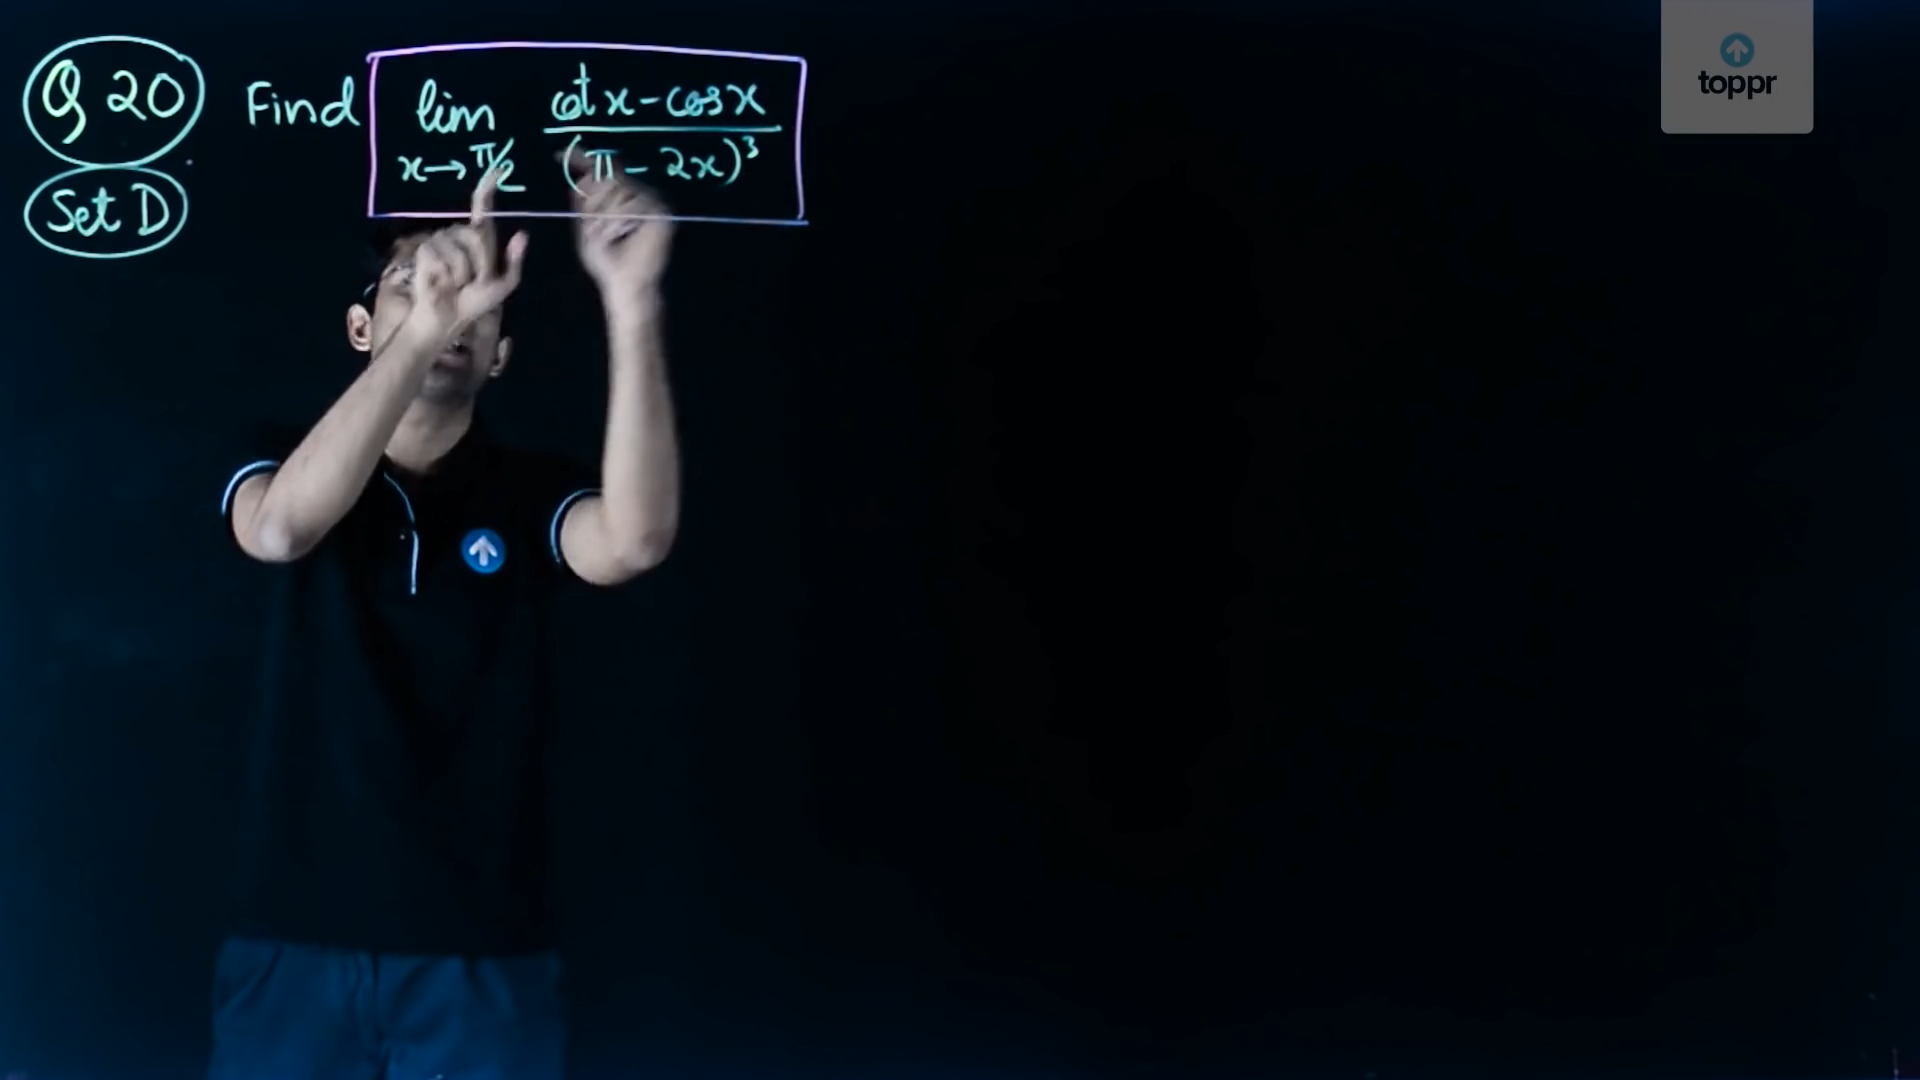 Q 20 Find lim x→π/2 cot x - cos x / (π - 2x)³
Set D
toppr